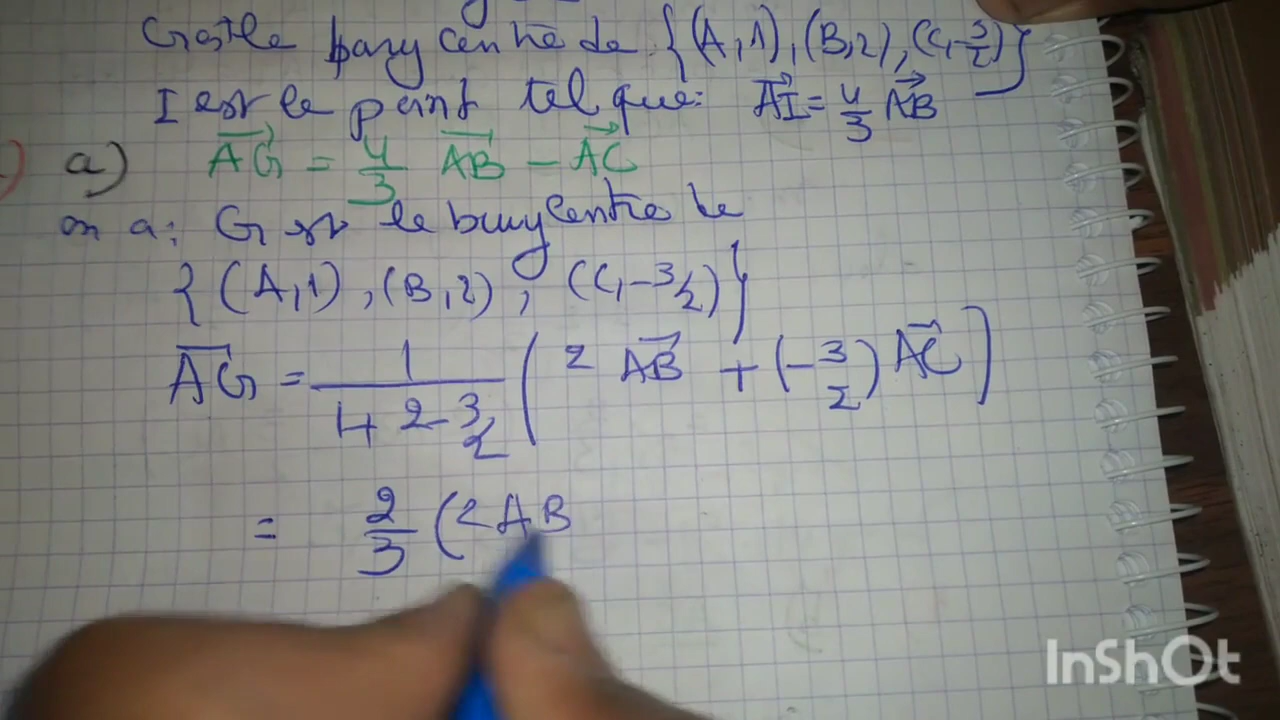 G est le barycentre de {(A,1),(B,2),(C,-3/2)}
I est le point tel que: AI⃗ = 4/3 AB⃗
a) AG⃗ = 4/3 AB⃗ - AC⃗
on a: G est le barycentre de
{(A,1),(B,2),(C,-3/2)}
AG⃗ = 1/(1+2-3/2) (2 AB⃗ + (-3/2) AC⃗)
= 2/3 (2AB
InShOt